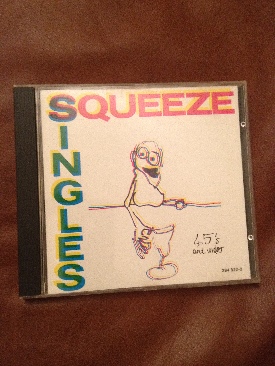 SQUEEZE
SINGLES
45's
and under